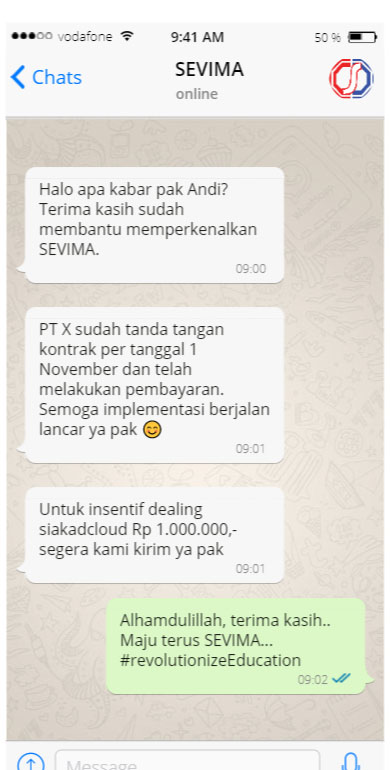 vodafone 9:41 AM 50 %
Chats SEVIMA
online
Halo apa kabar pak Andi?
Terima kasih sudah
membantu memperkenalkan
SEVIMA.
09:00
PT X sudah tanda tangan
kontrak per tanggal 1
November dan telah
melakukan pembayaran.
Semoga implementasi berjalan
lancar ya pak 😊
09:01
Untuk insentif dealing
siakadcloud Rp 1.000.000,-
segera kami kirim ya pak
09:01
Alhamdulillah, terima kasih..
Maju terus SEVIMA...
#revolutionizeEducation
09:02
Message